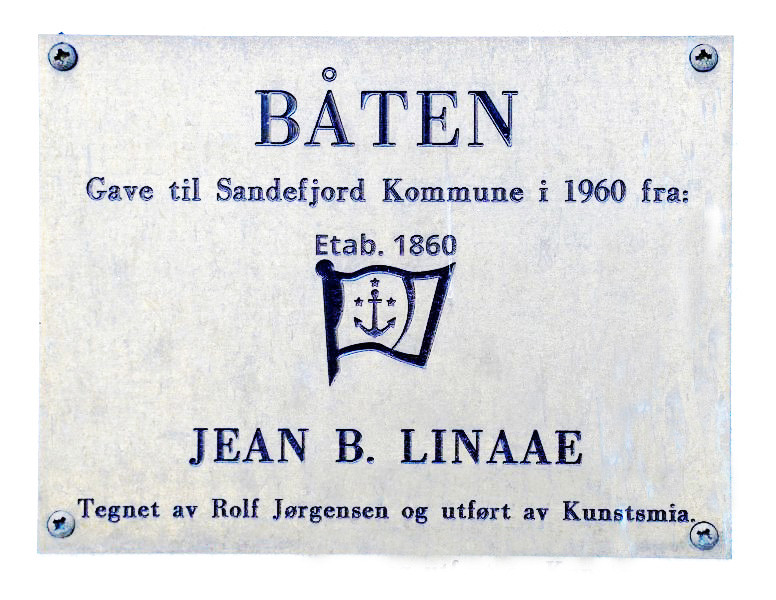 BÅTEN
Gave til Sandefjord Kommune i 1960 fra:
Etab. 1860
JEAN B. LINAAE
Tegnet av Rolf Jørgensen og utført av Kunstsmia.